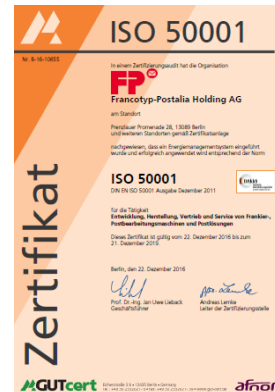 ISO 50001
Nr. B-16-10655
In einem Zertifizierungsaudit hat die Organisation
FP
Francotyp-Postalia Holding AG
am Standort
Prenzlauer Promenade 28, 13089 Berlin
und weiteren Standorten gemäß Zertifikatsanlage
nachgewiesen, dass ein Energiemanagementsystem eingeführt
wurde und erfolgreich angewendet wird entsprechend der Norm:
ISO 50001
DIN EN ISO 50001 Ausgabe Dezember 2011
DAkkS
für die Tätigkeit
Entwicklung, Herstellung, Vertrieb und Service von Frankier-,
Postbearbeitungsmaschinen und Postlösungen
Dieses Zertifikat ist gültig vom 22. Dezember 2016 bis zum
21. Dezember 2019.
Berlin, den 22. Dezember 2016
Prof. Dr.-Ing. Jan Uwe Lieback
Geschäftsführer
Andreas Lemke
Leiter der Zertifizierungsstelle
Zertifikat
GUTcert
afnor